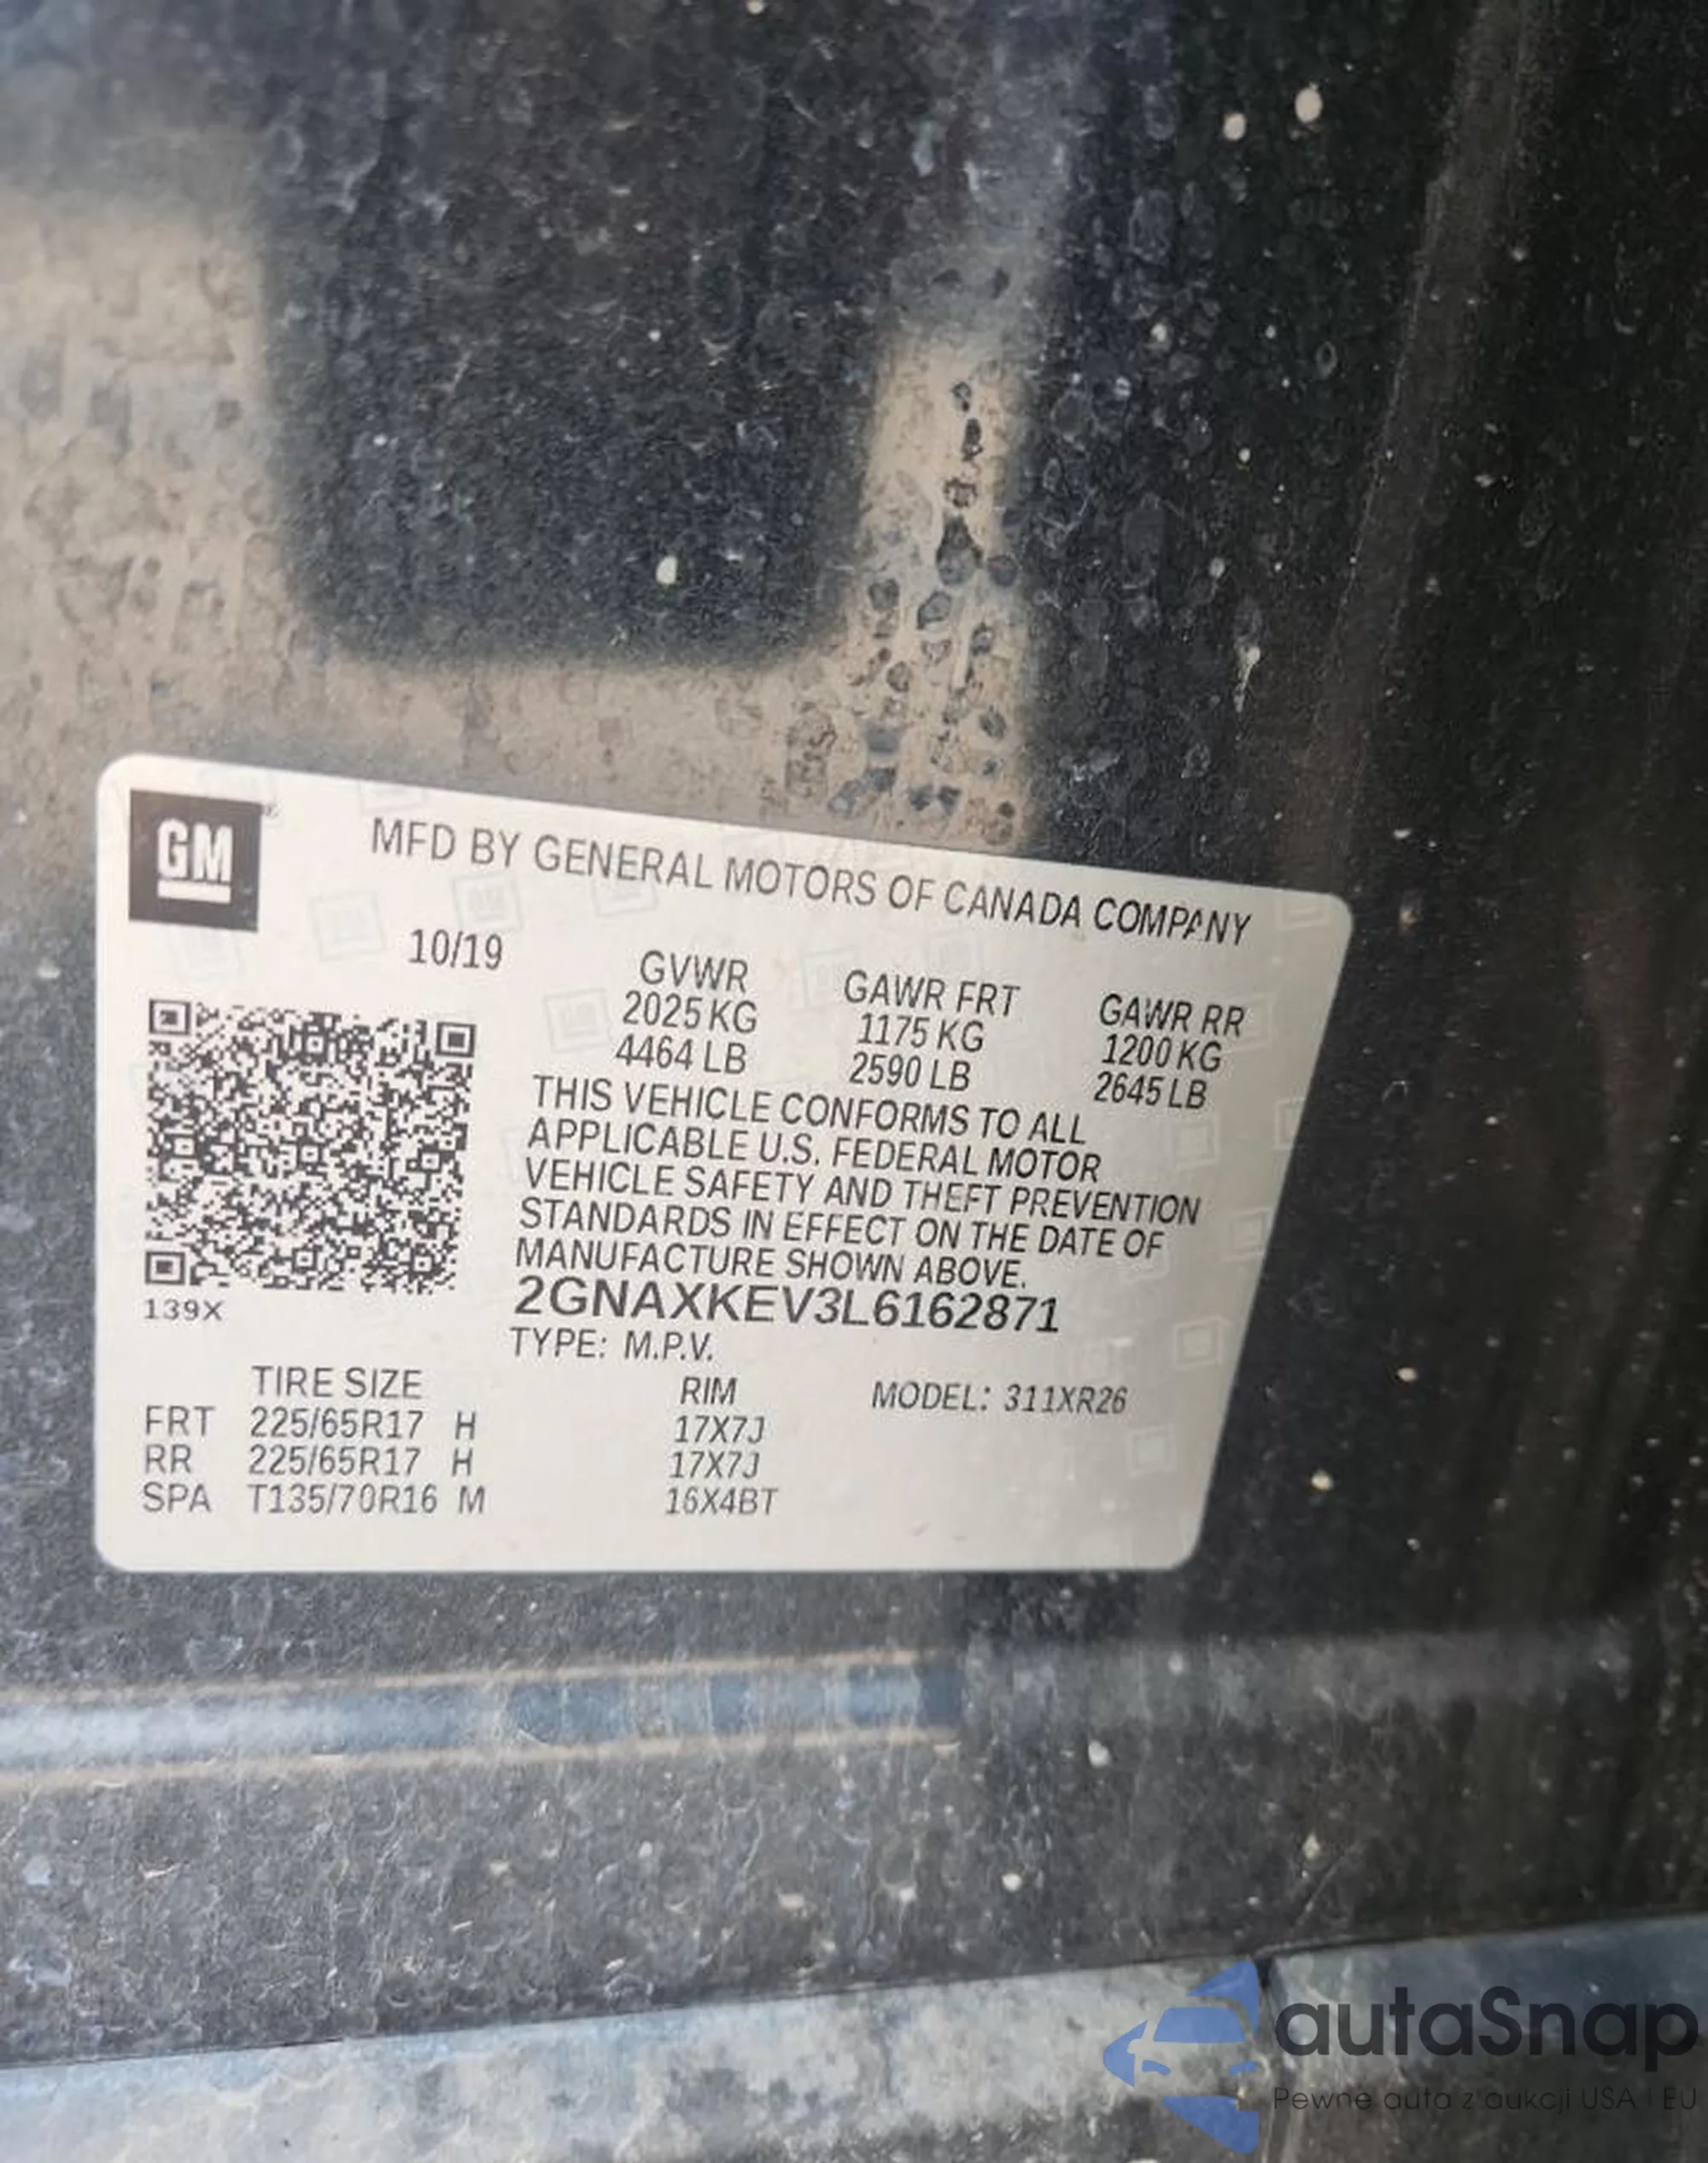 GM
MFD BY GENERAL MOTORS OF CANADA COMPANY
10/19
GVWR GAWR FRT GAWR RR
2025 KG 1175 KG 1200 KG
4464 LB 2590 LB 2645 LB
THIS VEHICLE CONFORMS TO ALL
APPLICABLE U.S. FEDERAL MOTOR
VEHICLE SAFETY AND THEFT PREVENTION
STANDARDS IN EFFECT ON THE DATE OF
MANUFACTURE SHOWN ABOVE.
2GNAXKEV3L6162871
139X
TYPE: M.P.V.
TIRE SIZE RIM MODEL: 311XR26
FRT 225/65R17 H 17X7J
RR 225/65R17 H 17X7J
SPA T135/70R16 M 16X4BT
autaSnap
Pewne auta z aukcji USA i EU